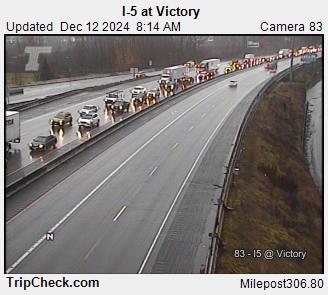 I-5 at Victory
Updated Dec 12 2024 8:14 AM Camera 83
N
83 - I5 @ Victory
TripCheck.com Milepost306.80